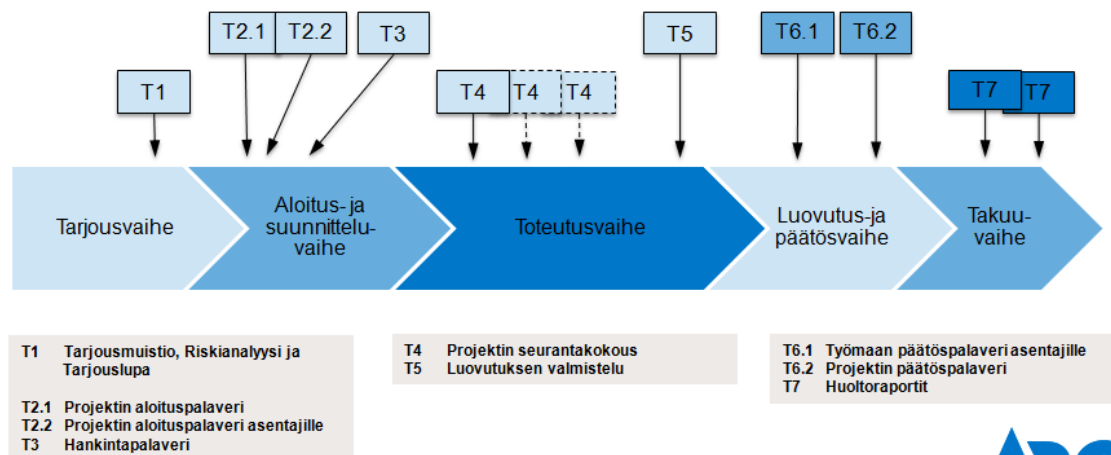 T2.1 T2.2 T3 T5 T6.1 T6.2
T1 T4 T4 T4 T7 T7
Tarjousvaihe
Aloitus- ja
suunnittelu-
vaihe
Toteutusvaihe
Luovutus- ja
päätösvaihe
Takuu-
vaihe
T1 Tarjousmuistio, Riskianalyysi ja
Tarjouslupa
T2.1 Projektin aloituspalaveri
T2.2 Projektin aloituspalaveri asentajille
T3 Hankintapalaveri
T4 Projektin seurantakokous
T5 Luovutuksen valmistelu
T6.1 Työmaan päätöspalaveri asentajille
T6.2 Projektin päätöspalaveri
T7 Huoltoraportit